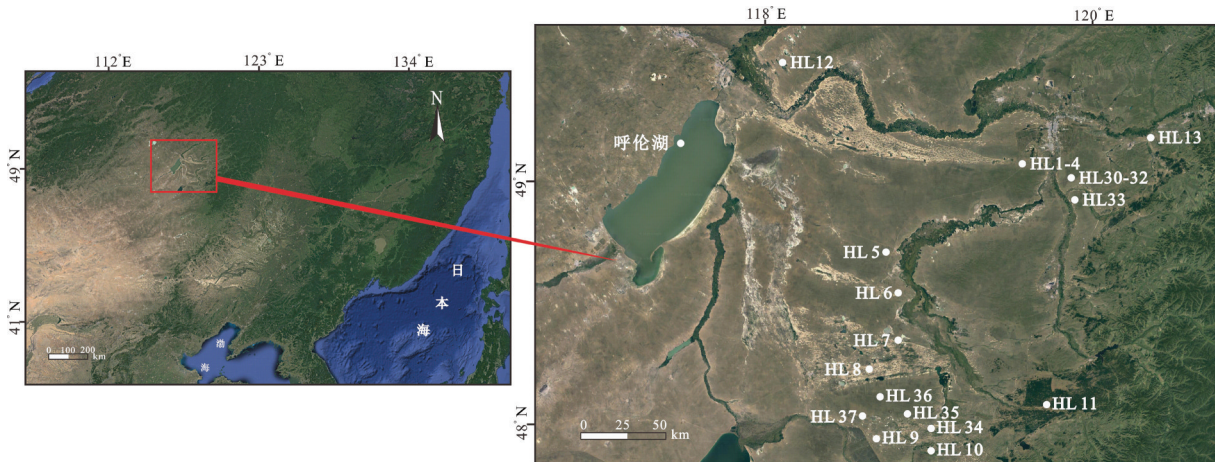 112° E
123° E
134° E
49° N
41° N
N
日
本
海
渤
海
0 100 200
km
118° E
120° E
49° N
48° N
HL12
呼伦湖
HL13
HL1-4
HL30-32
HL33
HL 5
HL 6
HL 7
HL 8
HL 36
HL 37
HL 35
HL 11
HL 34
HL 9
HL 10
0 25 50
km